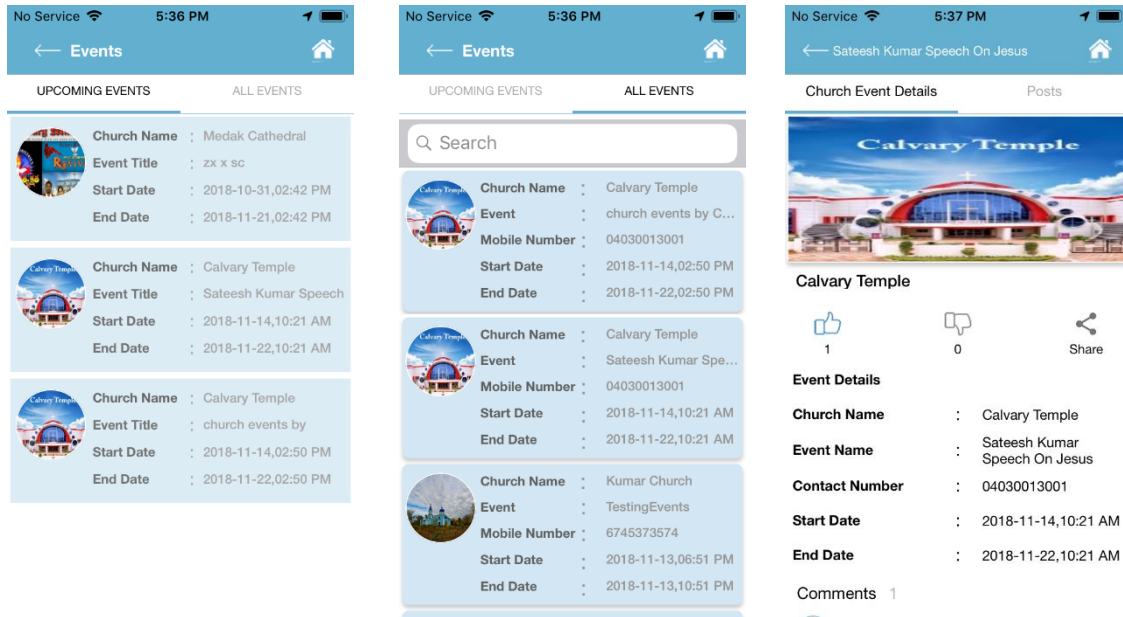 No Service 5:36 PM
Events
UPCOMING EVENTS ALL EVENTS
Church Name : Medak Cathedral
Event Title : zx x sc
Start Date : 2018-10-31,02:42 PM
End Date : 2018-11-21,02:42 PM
Calvary Temple
Church Name : Calvary Temple
Event Title : Sateesh Kumar Speech
Start Date : 2018-11-14,10:21 AM
End Date : 2018-11-22,10:21 AM
Calvary Temple
Church Name : Calvary Temple
Event Title : church events by
Start Date : 2018-11-14,02:50 PM
End Date : 2018-11-22,02:50 PM
No Service 5:36 PM
Events
UPCOMING EVENTS ALL EVENTS
Search
Calvary Temple
Church Name : Calvary Temple
Event : church events by C...
Mobile Number : 04030013001
Start Date : 2018-11-14,02:50 PM
End Date : 2018-11-22,02:50 PM
Calvary Temple
Church Name : Calvary Temple
Event : Sateesh Kumar Spe...
Mobile Number : 04030013001
Start Date : 2018-11-14,10:21 AM
End Date : 2018-11-22,10:21 AM
Church Name : Kumar Church
Event : TestingEvents
Mobile Number : 6745373574
Start Date : 2018-11-13,06:51 PM
End Date : 2018-11-13,10:51 PM
No Service 5:37 PM
Sateesh Kumar Speech On Jesus
Church Event Details Posts
Calvary Temple
Calvary Temple
1 0 Share
Event Details
Church Name : Calvary Temple
Event Name : Sateesh Kumar
Speech On Jesus
Contact Number : 04030013001
Start Date : 2018-11-14,10:21 AM
End Date : 2018-11-22,10:21 AM
Comments 1